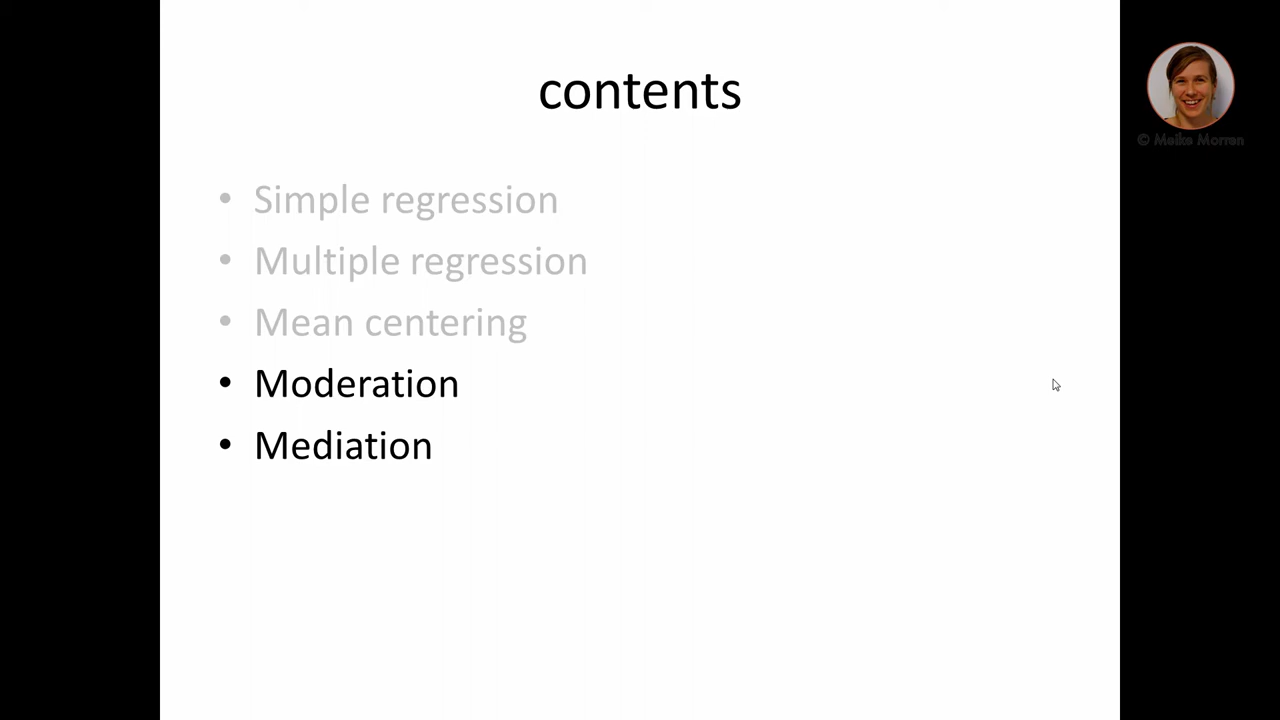 contents
© Meike Morren
• Simple regression
• Multiple regression
• Mean centering
• Moderation
• Mediation